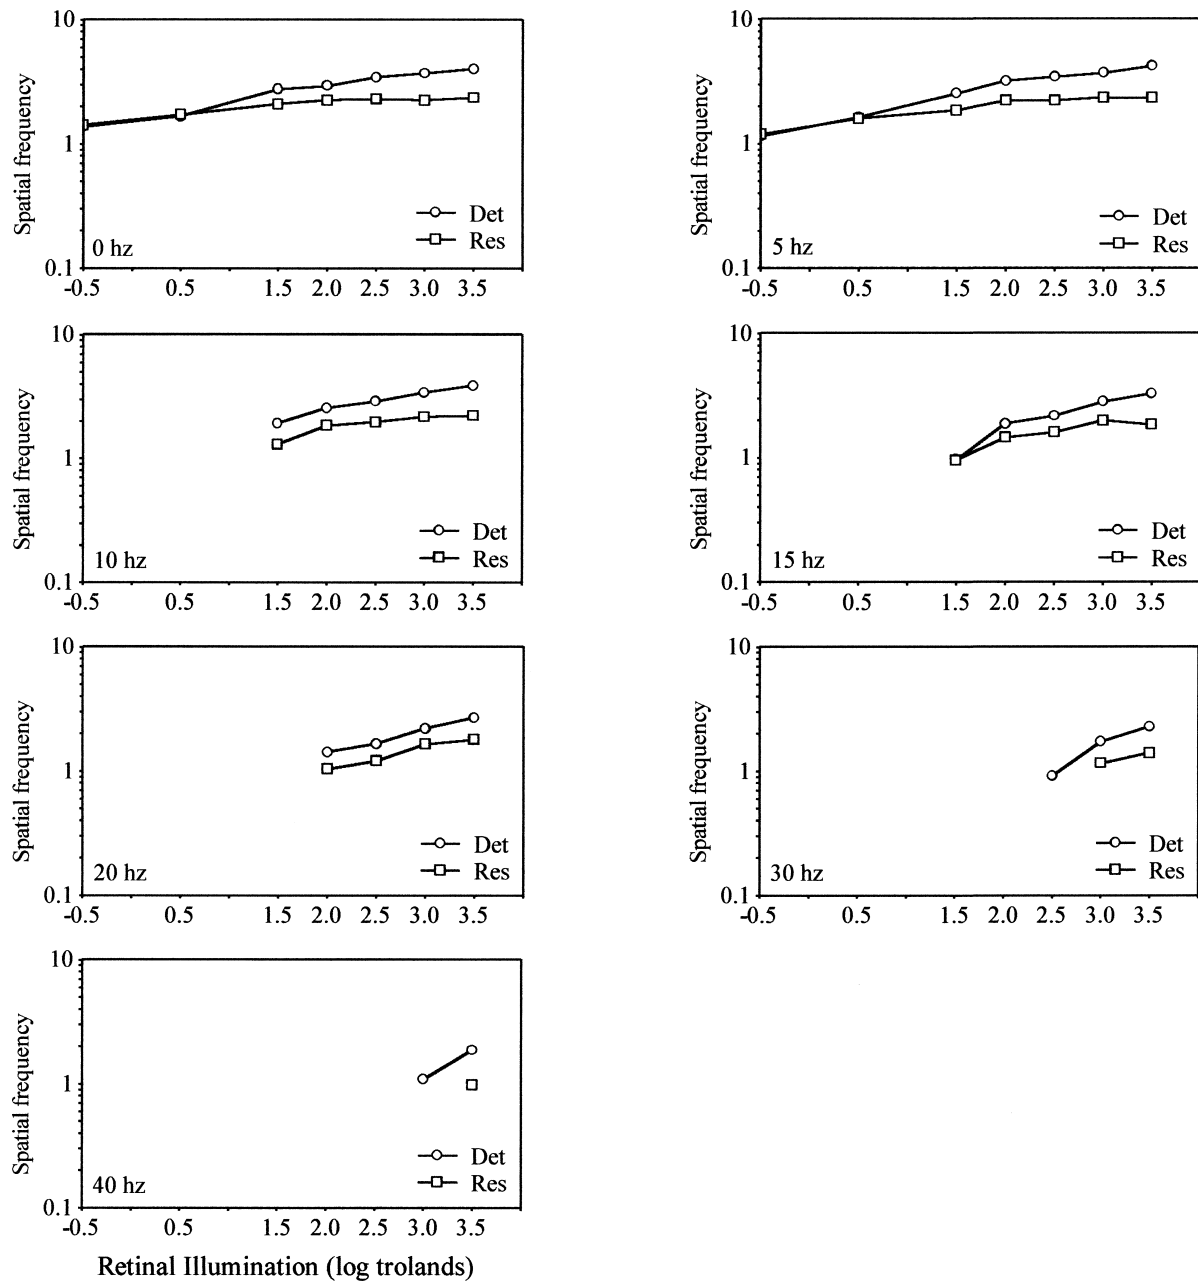 10
Spatial frequency
1
Det
Res
0 hz
0.1
-0.5 0.5 1.5 2.0 2.5 3.0 3.5
10
Spatial frequency
1
Det
Res
5 hz
0.1
-0.5 0.5 1.5 2.0 2.5 3.0 3.5
10
Spatial frequency
1
Det
Res
10 hz
0.1
-0.5 0.5 1.5 2.0 2.5 3.0 3.5
10
Spatial frequency
1
Det
Res
15 hz
0.1
-0.5 0.5 1.5 2.0 2.5 3.0 3.5
10
Spatial frequency
1
Det
Res
20 hz
0.1
-0.5 0.5 1.5 2.0 2.5 3.0 3.5
10
Spatial frequency
1
Det
Res
30 hz
0.1
-0.5 0.5 1.5 2.0 2.5 3.0 3.5
10
Spatial frequency
1
Det
Res
40 hz
0.1
-0.5 0.5 1.5 2.0 2.5 3.0 3.5
Retinal Illumination (log trolands)